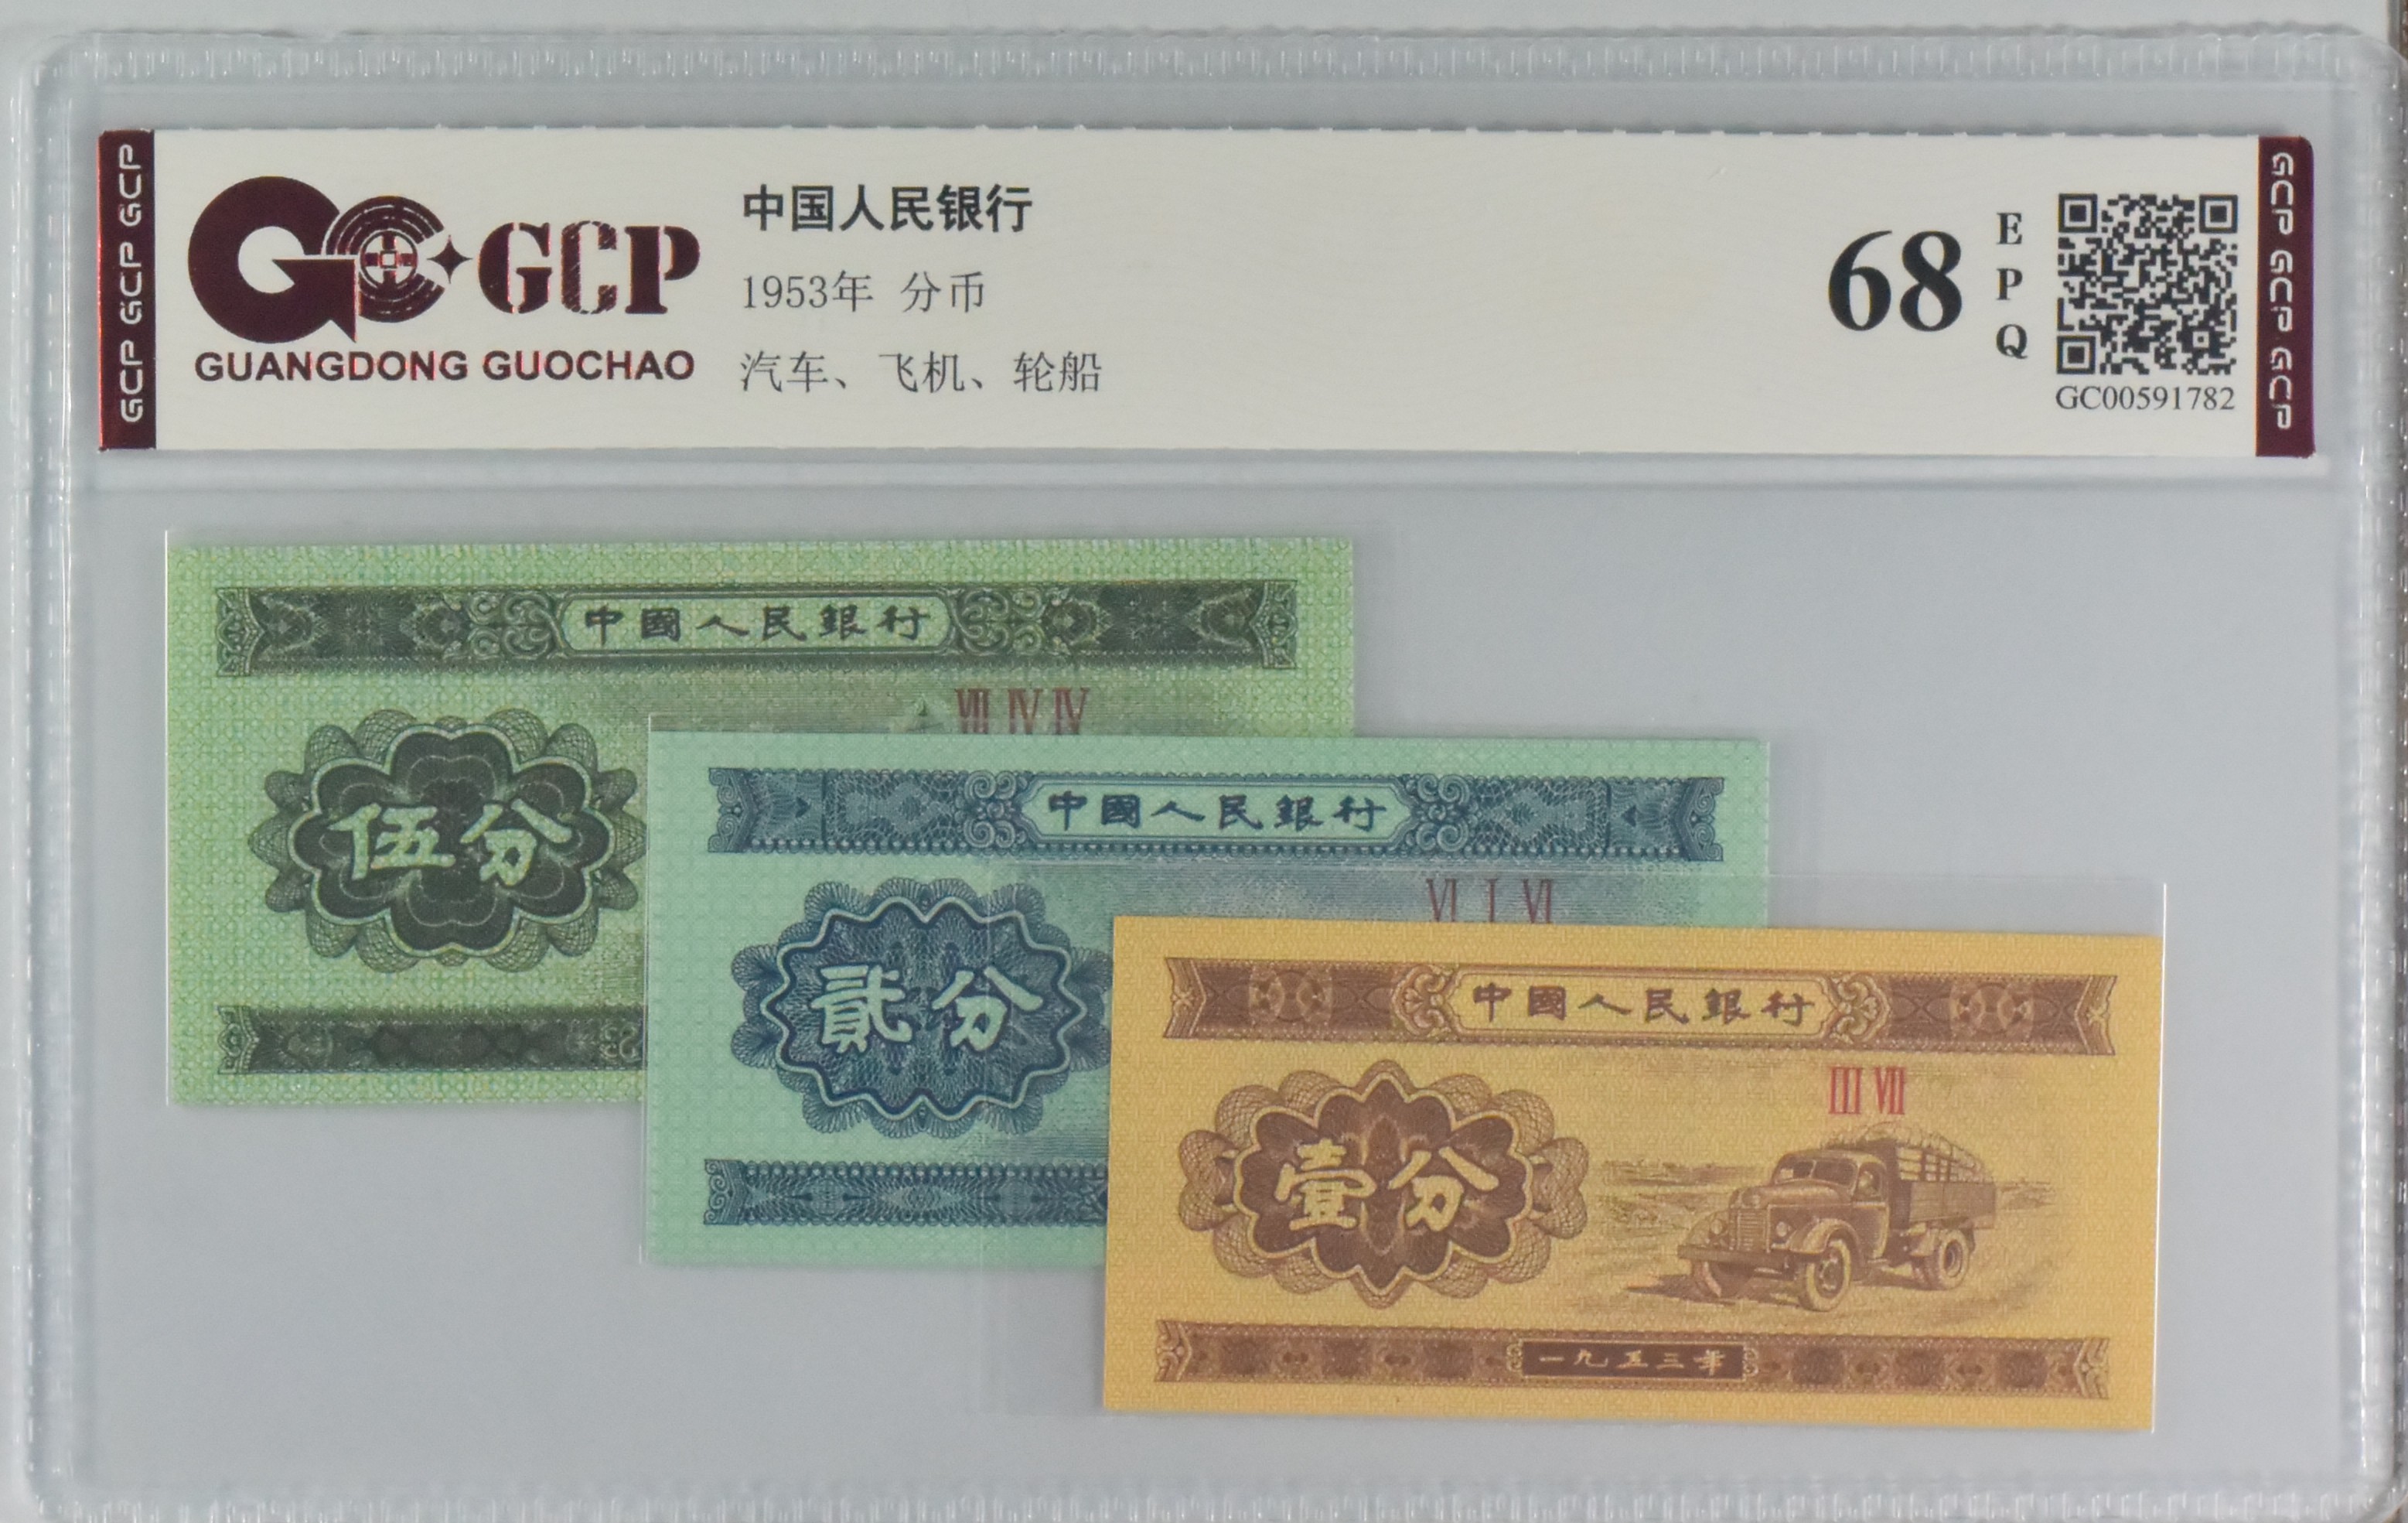 GCP GCP GCP
GCP
GUANGDONG GUOCHAO
中国人民银行
1953年 分币
汽车、飞机、轮船
68
EPQ
GC00591782
GCP GCP GCP
中國人民銀行
VII IV IV
伍分
中國人民銀行
VI I VI
貳分
中國人民銀行
III VII
壹分
一九五三年